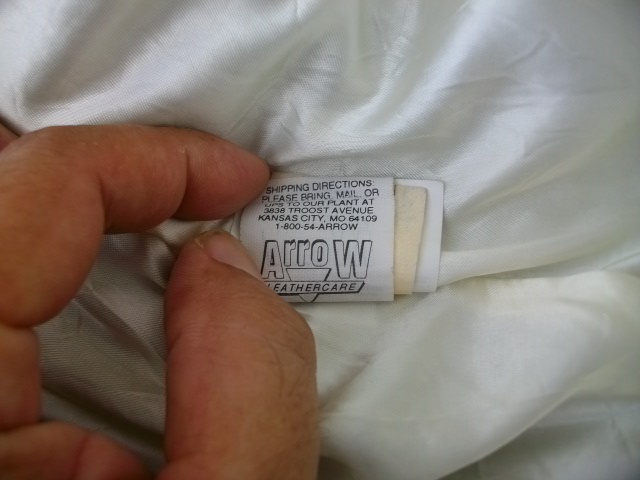 SHIPPING DIRECTIONS:
PLEASE BRING, MAIL, OR
UPS TO OUR PLANT AT
3838 TROOST AVENUE
KANSAS CITY, MO 64109
1-800-54-ARROW
ArroW
LEATHERCARE